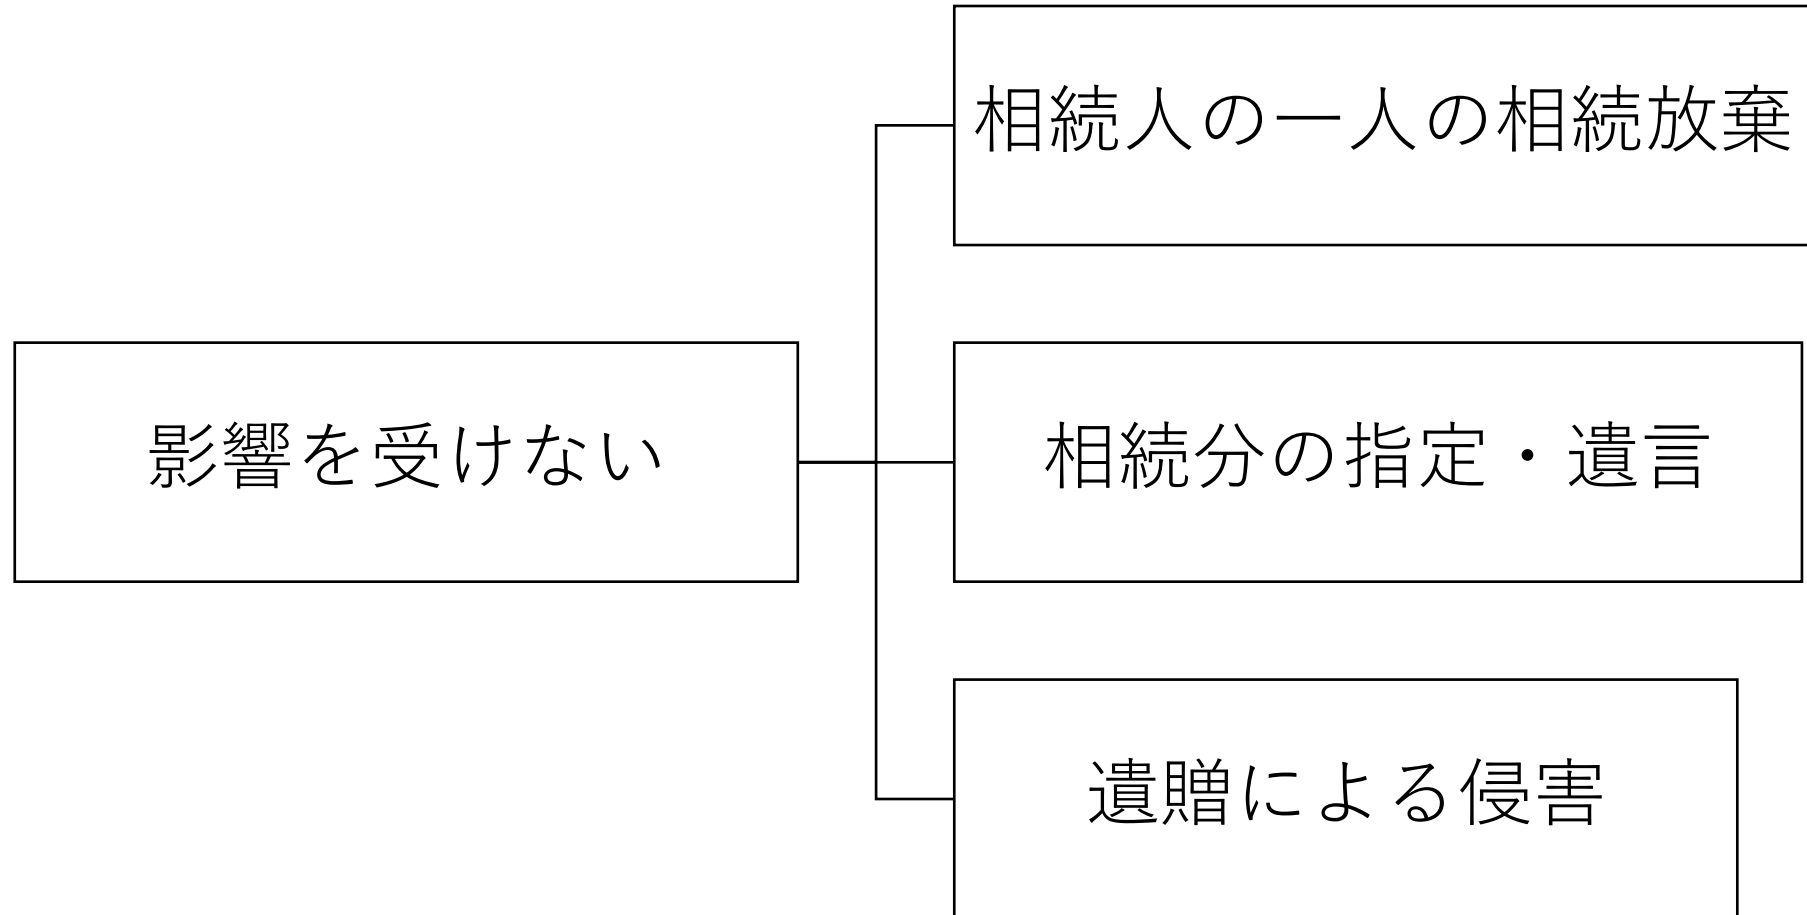 相続人の一人の相続放棄
影響を受けない
相続分の指定・遺言
遺贈による侵害